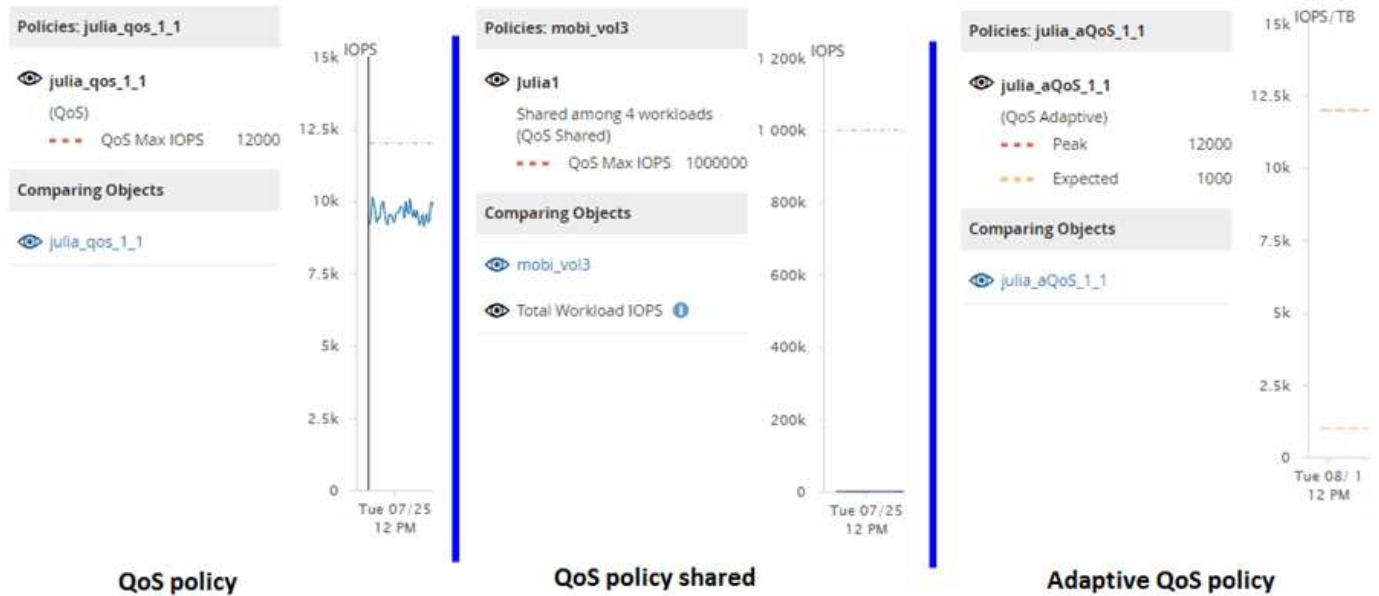 Policies: julia_qos_1_1
julia_qos_1_1
(QoS)
QoS Max IOPS 12000
Comparing Objects
julia_qos_1_1
IOPS
15k
12.5k
10k
7.5k
5k
2.5k
0
Tue 07/25
12 PM
QoS policy
Policies: mobi_vol3
Julia1
Shared among 4 workloads
(QoS Shared)
QoS Max IOPS 1000000
Comparing Objects
mobi_vol3
Total Workload IOPS i
IOPS
1 200k
1 000k
800k
600k
400k
200k
0
Tue 07/25
12 PM
QoS policy shared
Policies: julia_aQoS_1_1
julia_aQoS_1_1
(QoS Adaptive)
Peak 12000
Expected 1000
Comparing Objects
julia_aQoS_1_1
IOPS/TB
15k
12.5k
10k
7.5k
5k
2.5k
0
Tue 08/ 1
12 PM
Adaptive QoS policy